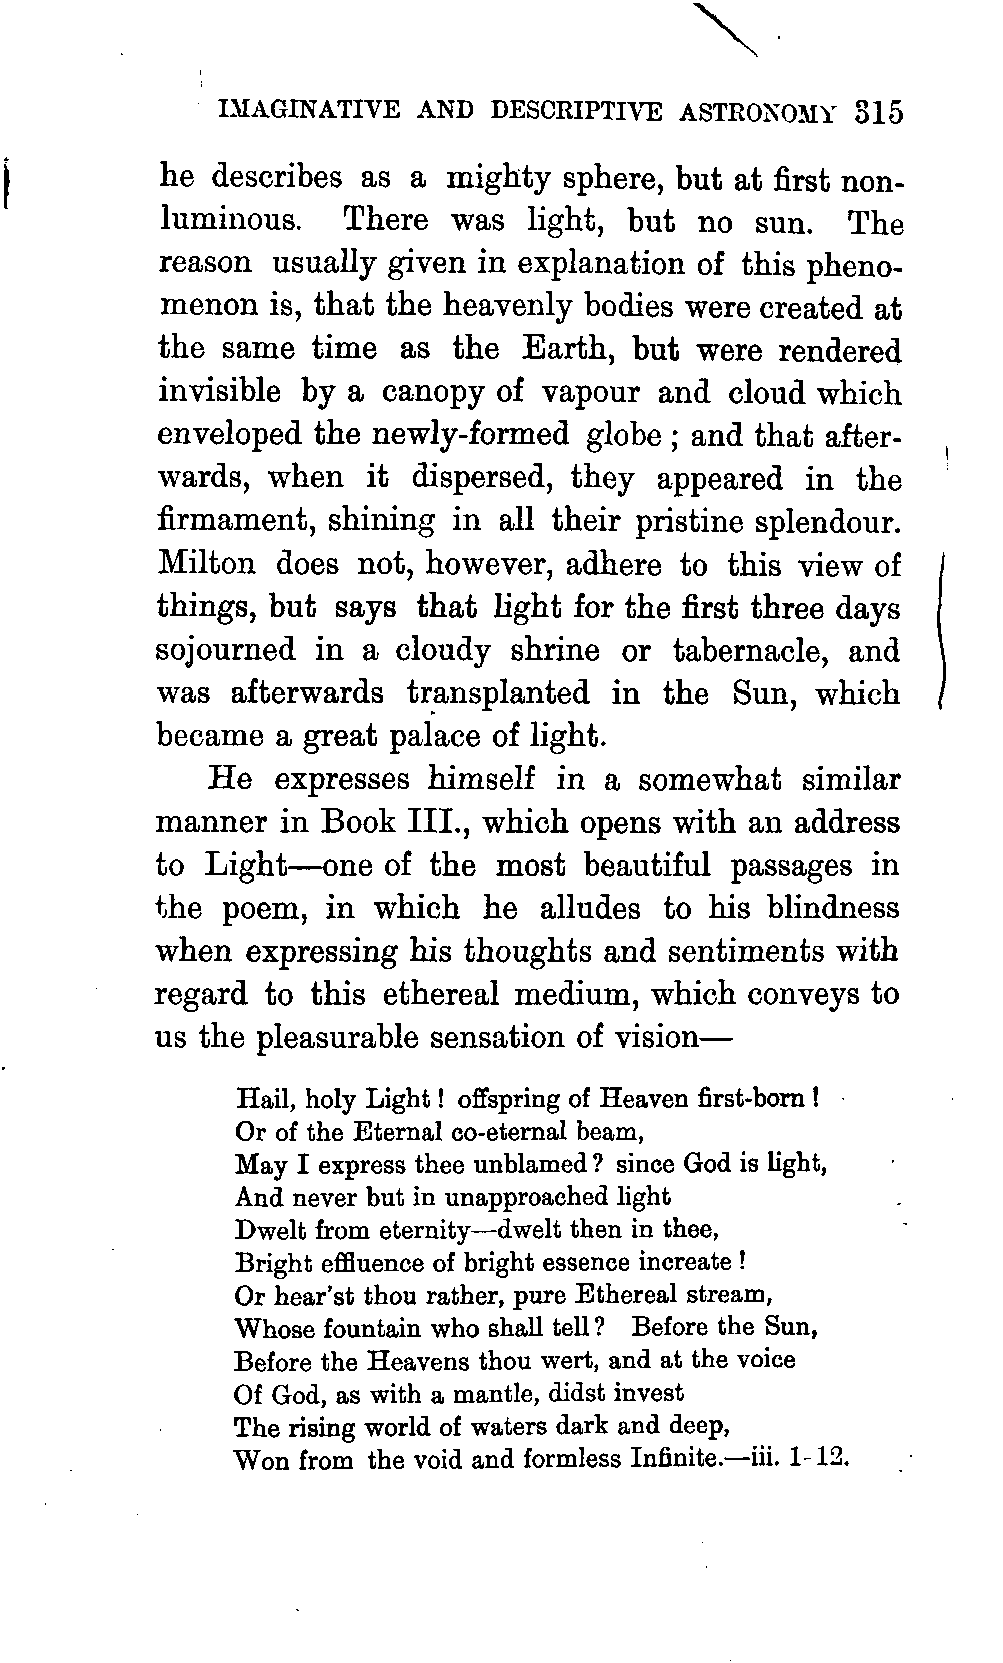 IMAGINATIVE AND DESCRIPTIVE ASTRONOMY 315
he describes as a mighty sphere, but at first non-
luminous. There was light, but no sun. The
reason usually given in explanation of this pheno-
menon is, that the heavenly bodies were created at
the same time as the Earth, but were rendered
invisible by a canopy of vapour and cloud which
enveloped the newly-formed globe; and that after-
wards, when it dispersed, they appeared in the
firmament, shining in all their pristine splendour.
Milton does not, however, adhere to this view of
things, but says that light for the first three days
sojourned in a cloudy shrine or tabernacle, and
was afterwards transplanted in the Sun, which
became a great palace of light.
He expresses himself in a somewhat similar
manner in Book III., which opens with an address
to Light—one of the most beautiful passages in
the poem, in which he alludes to his blindness
when expressing his thoughts and sentiments with
regard to this ethereal medium, which conveys to
us the pleasurable sensation of vision—
Hail, holy Light! offspring of Heaven first-born!
Or of the Eternal co-eternal beam,
May I express thee unblamed? since God is light,
And never but in unapproached light
Dwelt from eternity—dwelt then in thee,
Bright effluence of bright essence increate!
Or hear'st thou rather, pure Ethereal stream,
Whose fountain who shall tell? Before the Sun,
Before the Heavens thou wert, and at the voice
Of God, as with a mantle, didst invest
The rising world of waters dark and deep,
Won from the void and formless Infinite.—iii. 1-12.